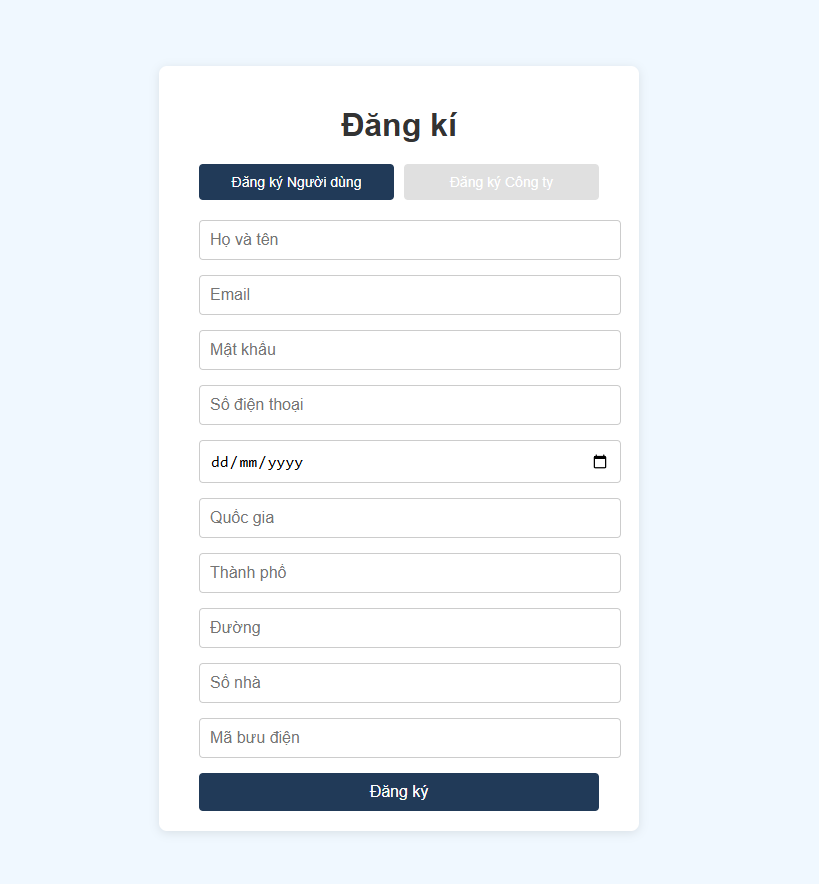 Đăng kí
Đăng ký Người dùng Đăng ký Công ty
Họ và tên
Email
Mật khẩu
Số điện thoại
dd/mm/yyyy
Quốc gia
Thành phố
Đường
Số nhà
Mã bưu điện
Đăng ký